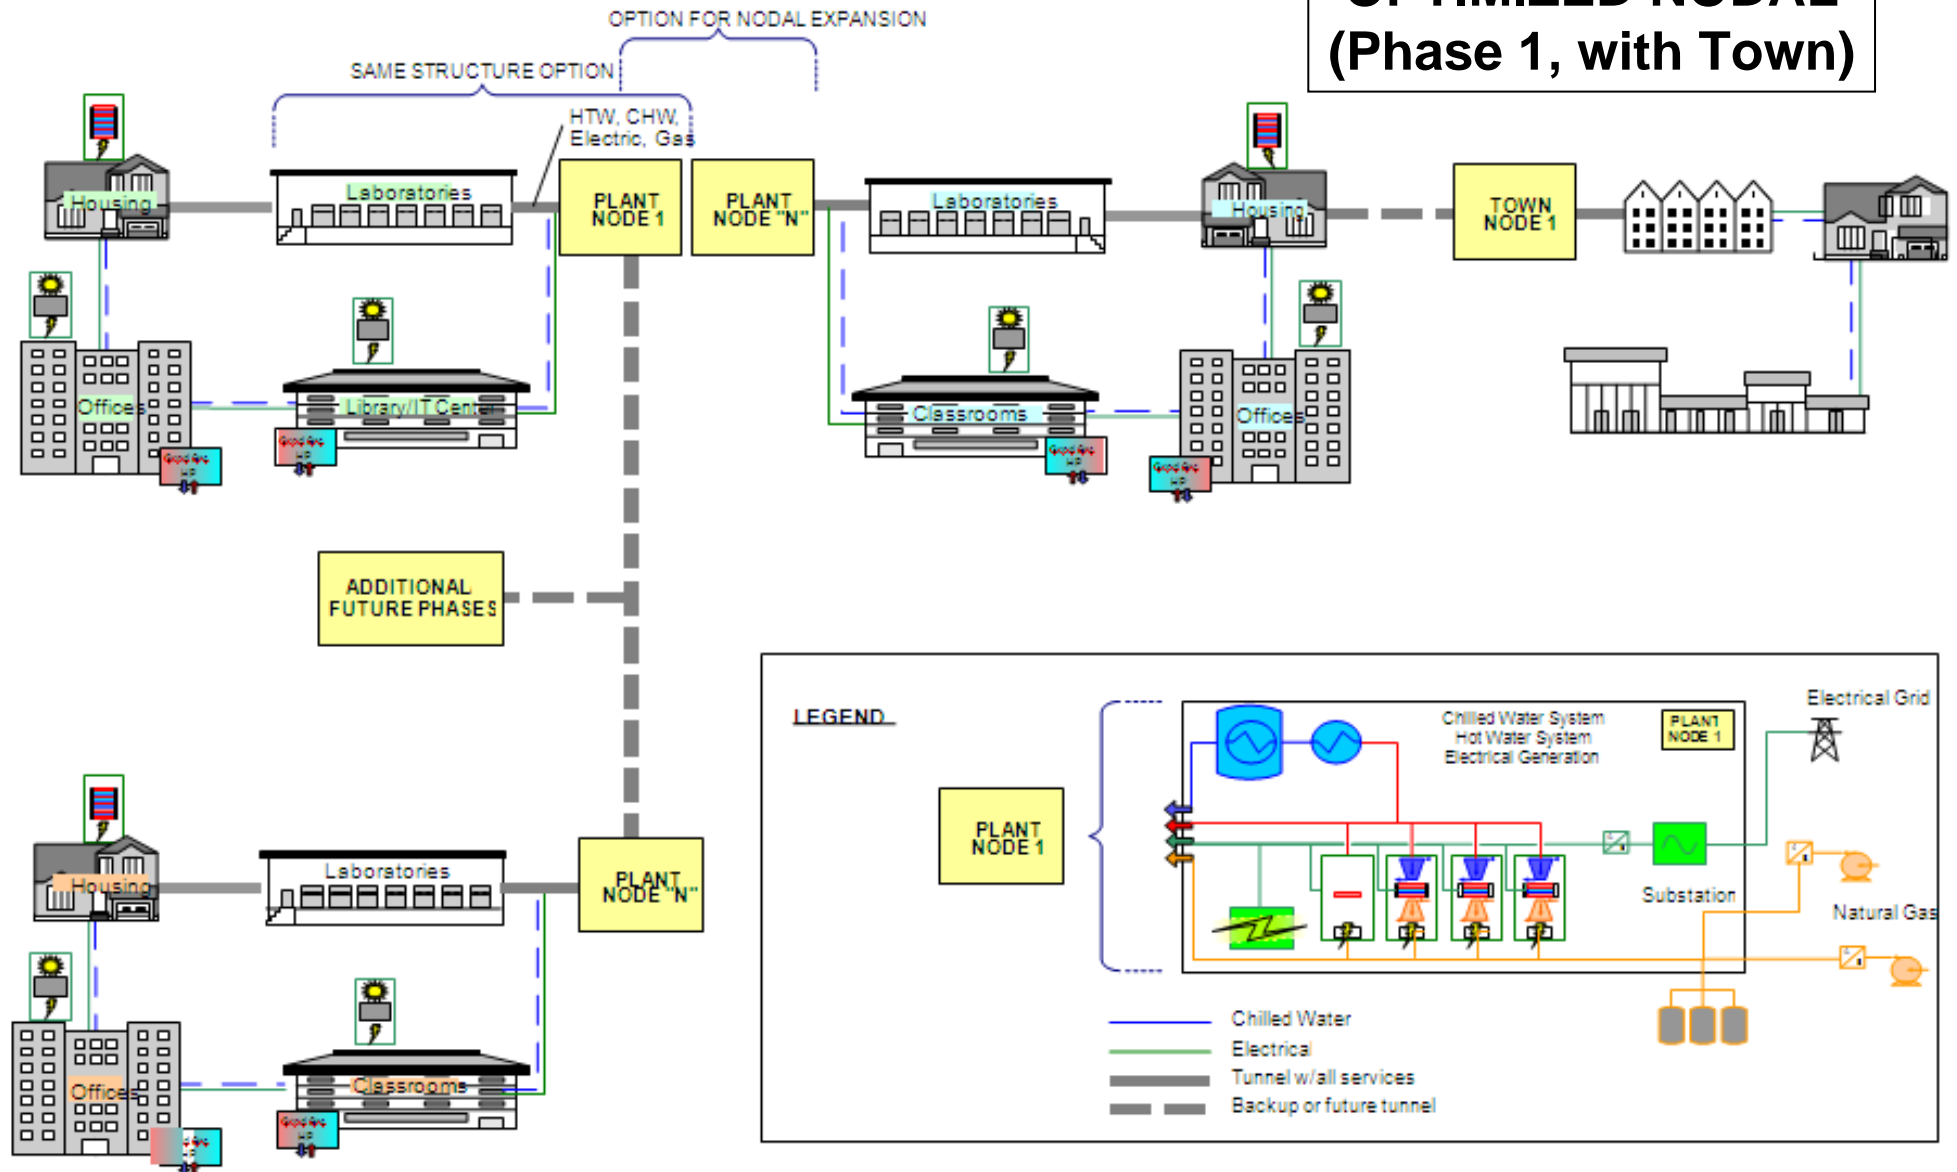 OPTIMIZED NODAL
(Phase 1, with Town)
OPTION FOR NODAL EXPANSION
SAME STRUCTURE OPTION
HTW, CHW,
Electric, Gas
Housing
Laboratories
PLANT
NODE 1
PLANT
NODE "N"
Laboratories
Housing
TOWN
NODE 1
Offices
Library/IT Center
Classrooms
Offices
ADDITIONAL
FUTURE PHASES
Housing
Laboratories
PLANT
NODE "N"
Offices
Classrooms
LEGEND
PLANT
NODE 1
Chilled Water System
Hot Water System
Electrical Generation
PLANT
NODE 1
Electrical Grid
Substation
Natural Gas
Chilled Water
Electrical
Tunnel w/all services
Backup or future tunnel